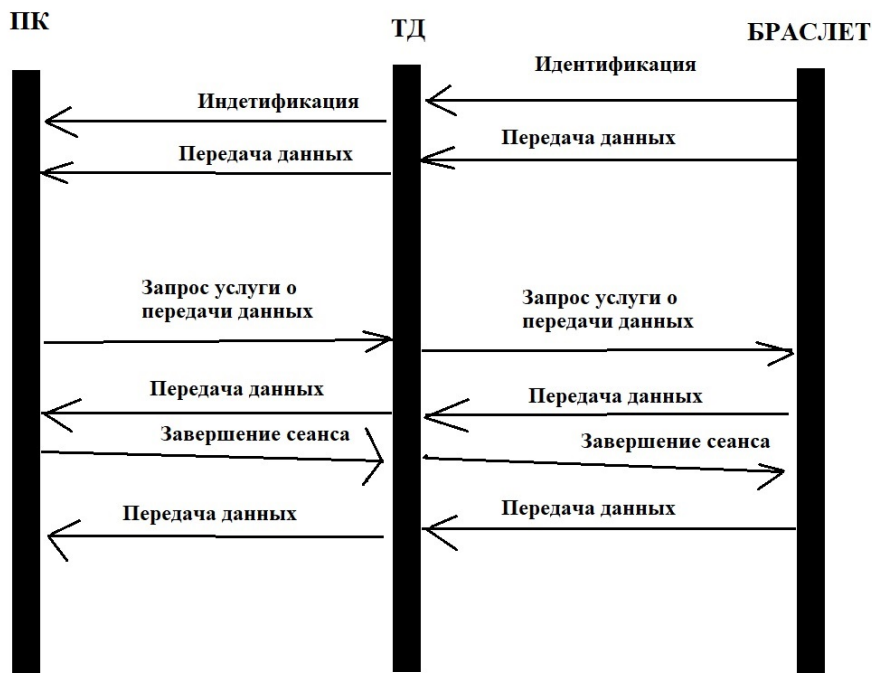 ПК
ТД
БРАСЛЕТ
Идентификация
Индетификация
Передача данных
Передача данных
Запрос услуги о
передачи данных
Запрос услуги о
передачи данных
Передача данных
Передача данных
Завершение сеанса
Завершение сеанса
Передача данных
Передача данных